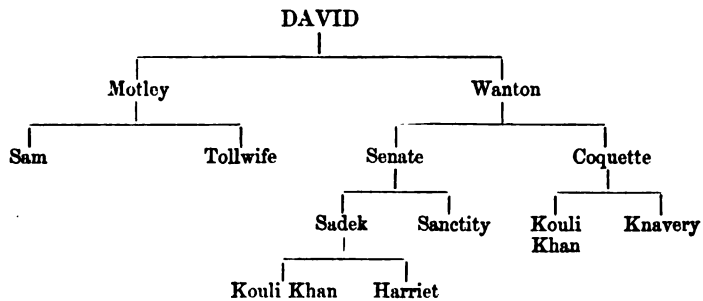 DAVID
Motley Wanton
Sam Tollwife Senate Coquette
Sadek Sanctity Kouli Khan Knavery
Kouli Khan Harriet